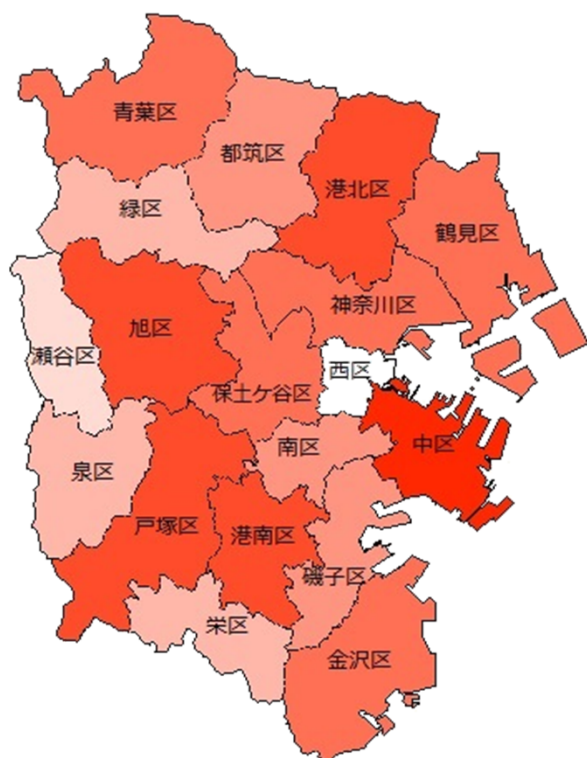 青葉区
都筑区
港北区
緑区
鶴見区
神奈川区
旭区
瀬谷区
西区
保土ケ谷区
中区
南区
泉区
戸塚区
港南区
磯子区
栄区
金沢区